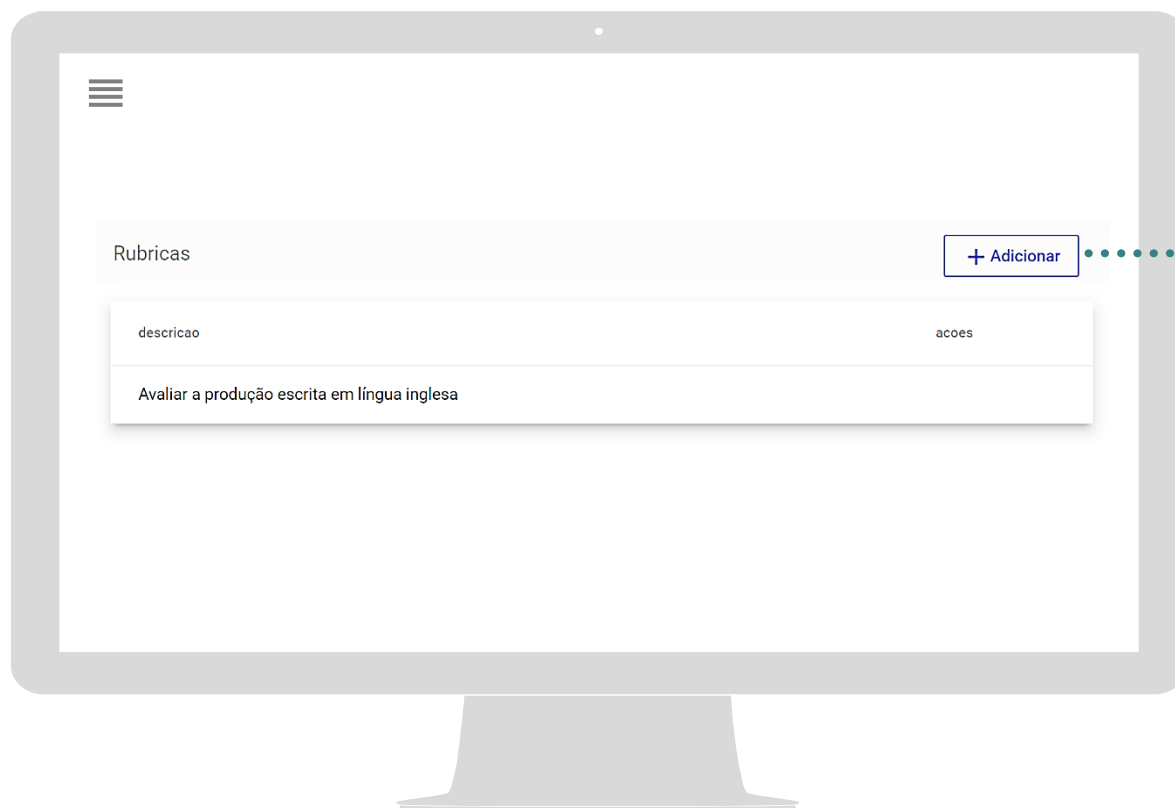 Rubricas
+ Adicionar
descricao acoes
Avaliar a produção escrita em língua inglesa